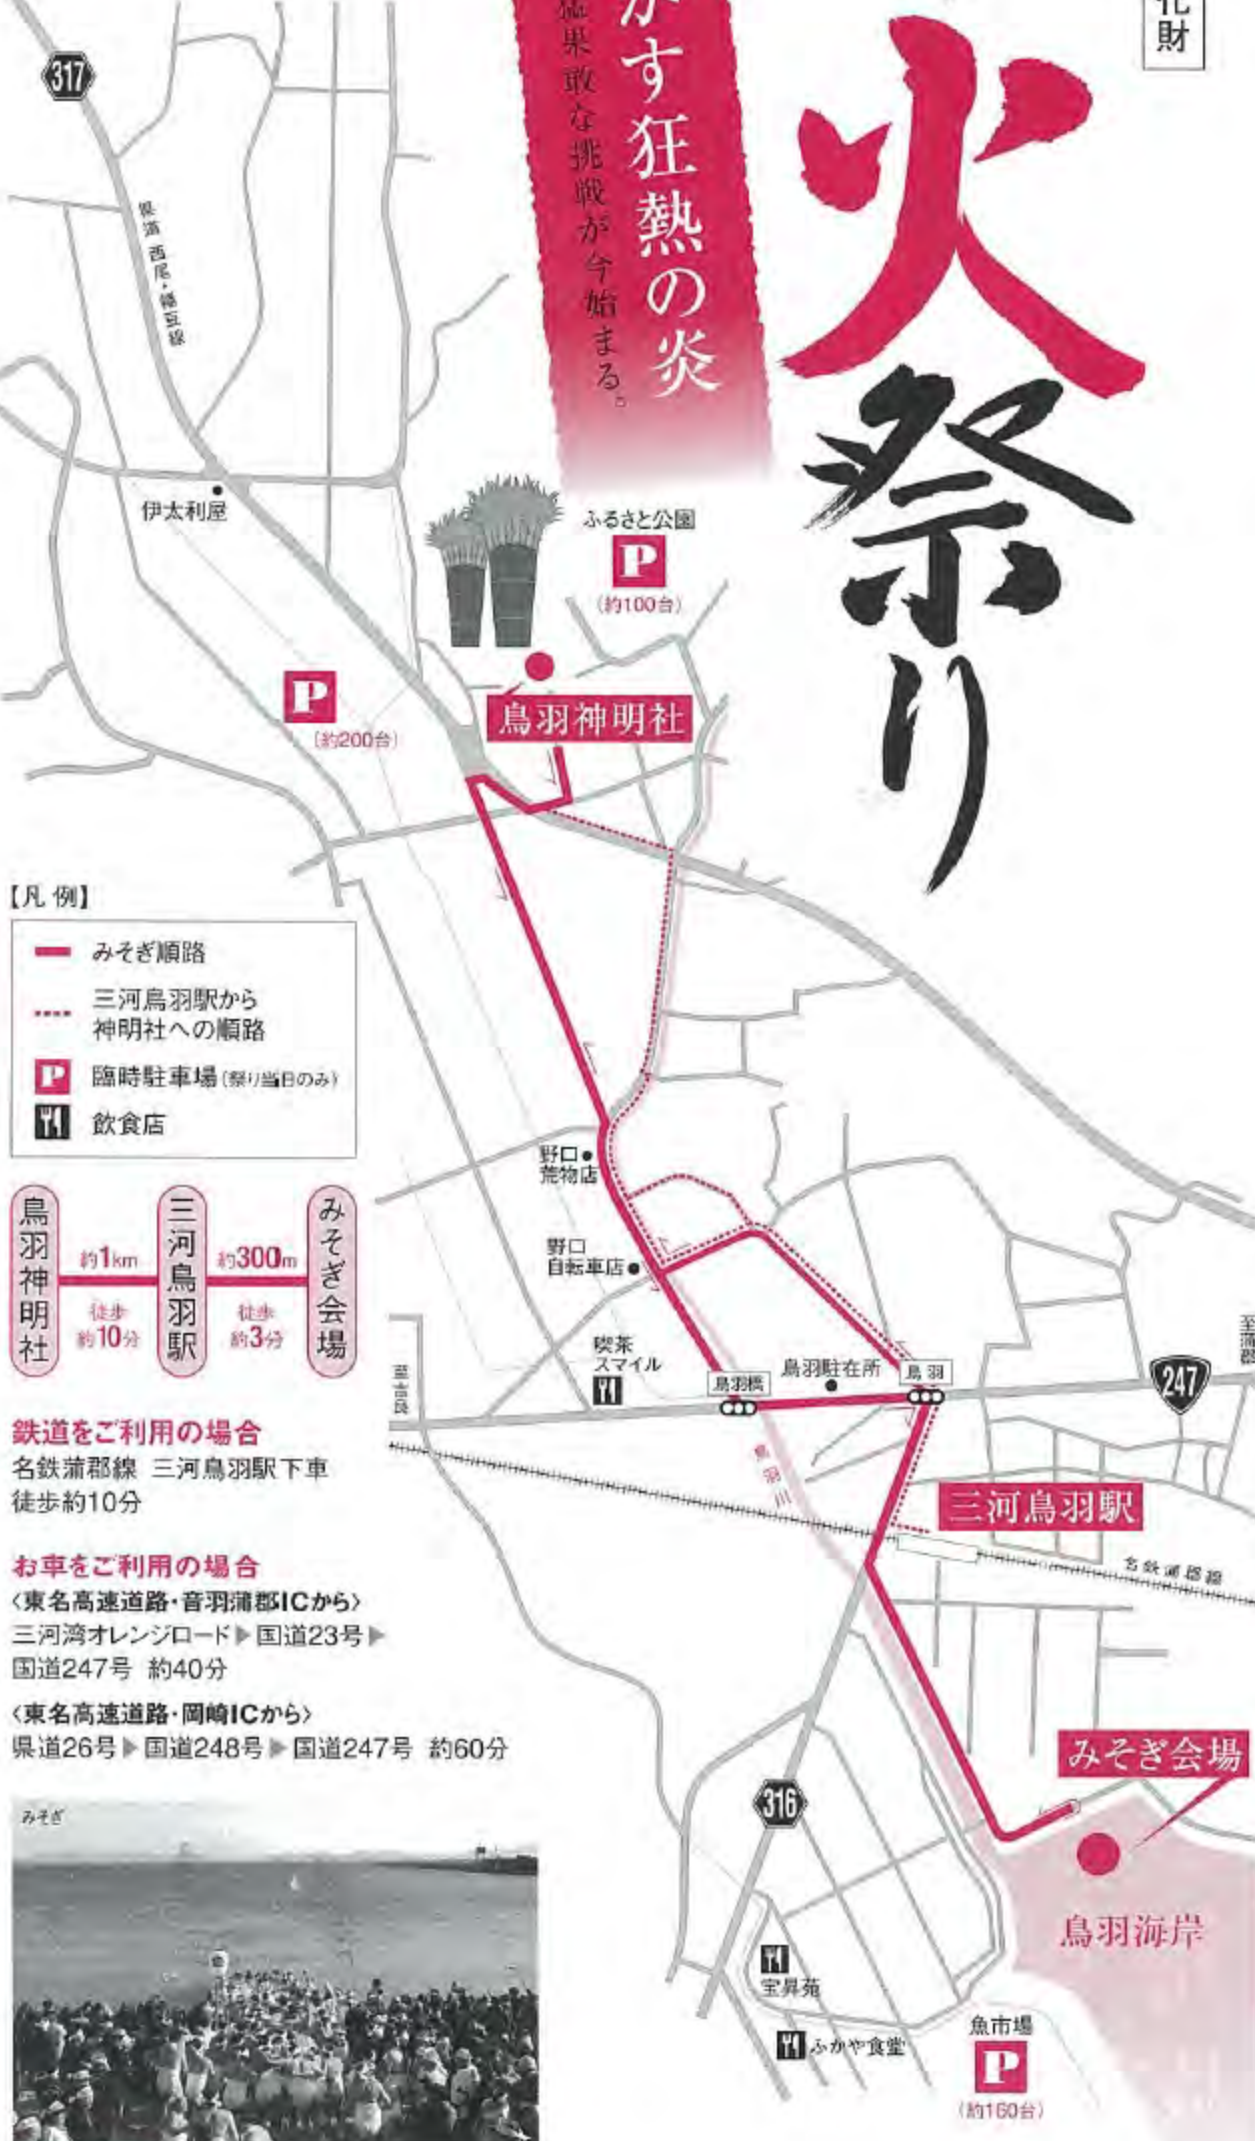 化財
火祭り
がす狂熱の炎
猛果敢な挑戦が今始まる。
317
県道 西尾・幡豆線
伊太利屋
ふるさと公園
P
(約100台)
P
(約200台)
鳥羽神明社
【凡例】
みそぎ順路
三河鳥羽駅から
神明社への順路
P 臨時駐車場(祭り当日のみ)
飲食店
鳥羽神明社
約1km
徒歩
約10分
三河鳥羽駅
約300m
徒歩
約3分
みそぎ会場
野口
荒物店
野口
自転車店
喫茶
スマイル
鳥羽橋
鳥羽駐在所
鳥羽
247
至蒲郡
鳥羽川
三河鳥羽駅
名鉄蒲郡線
鉄道をご利用の場合
名鉄蒲郡線 三河鳥羽駅下車
徒歩約10分
お車をご利用の場合
〈東名高速道路・音羽蒲郡ICから〉
三河湾オレンジロード▶国道23号▶
国道247号 約40分
〈東名高速道路・岡崎ICから〉
県道26号▶国道248号▶国道247号 約60分
みそぎ会場
316
鳥羽海岸
宝昇苑
ふかや食堂
魚市場
P
(約160台)
みそぎ